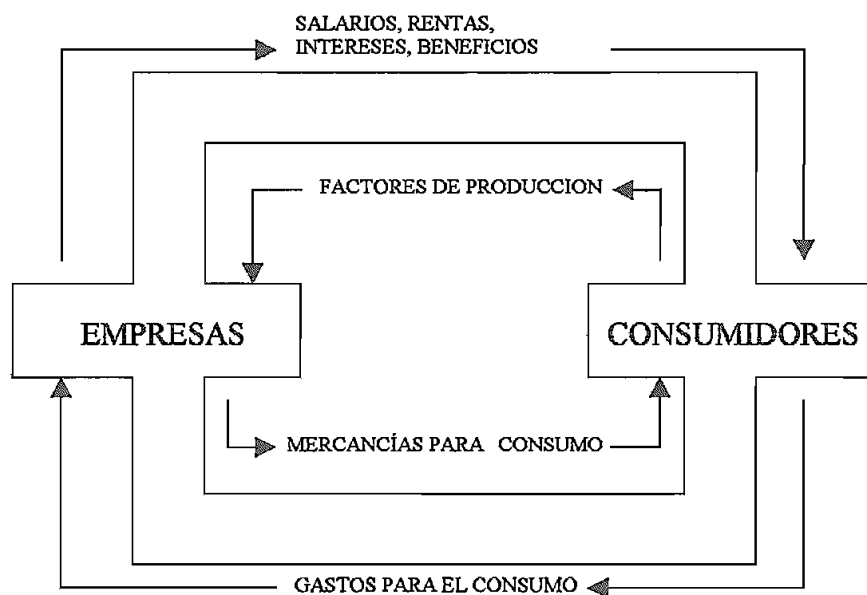 SALARIOS, RENTAS,
INTERESES, BENEFICIOS
FACTORES DE PRODUCCION
EMPRESAS
CONSUMIDORES
MERCANCÍAS PARA CONSUMO
GASTOS PARA EL CONSUMO